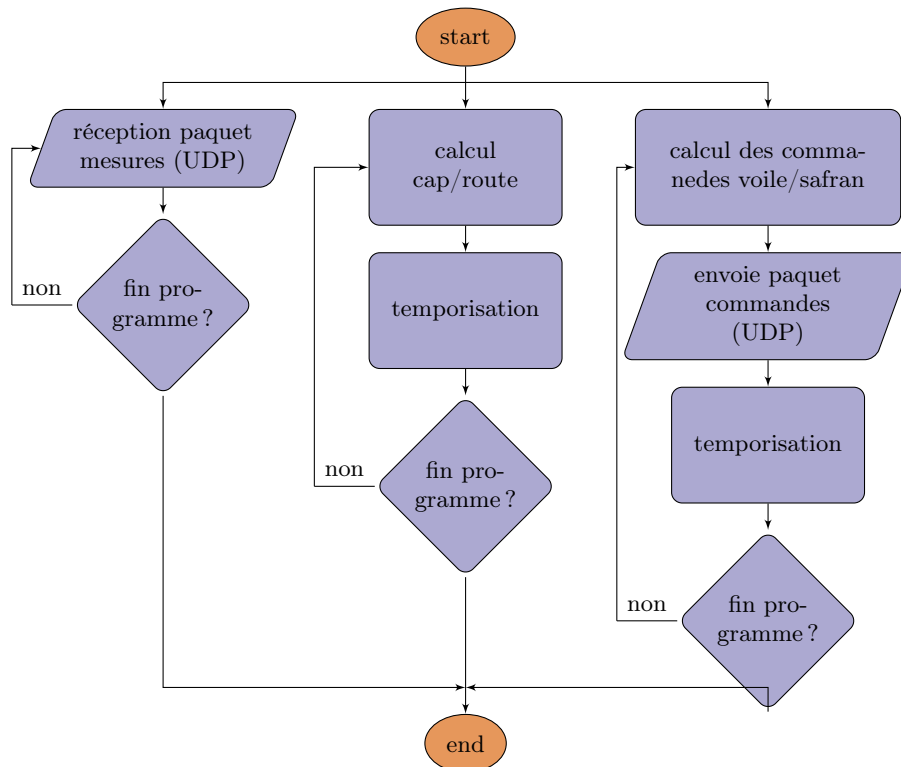 start
réception paquet
mesures (UDP)
non
fin pro-
gramme ?
calcul
cap/route
temporisation
non
fin pro-
gramme ?
calcul des comma-
nedes voile/safran
envoie paquet
commandes
(UDP)
temporisation
non
fin pro-
gramme ?
end